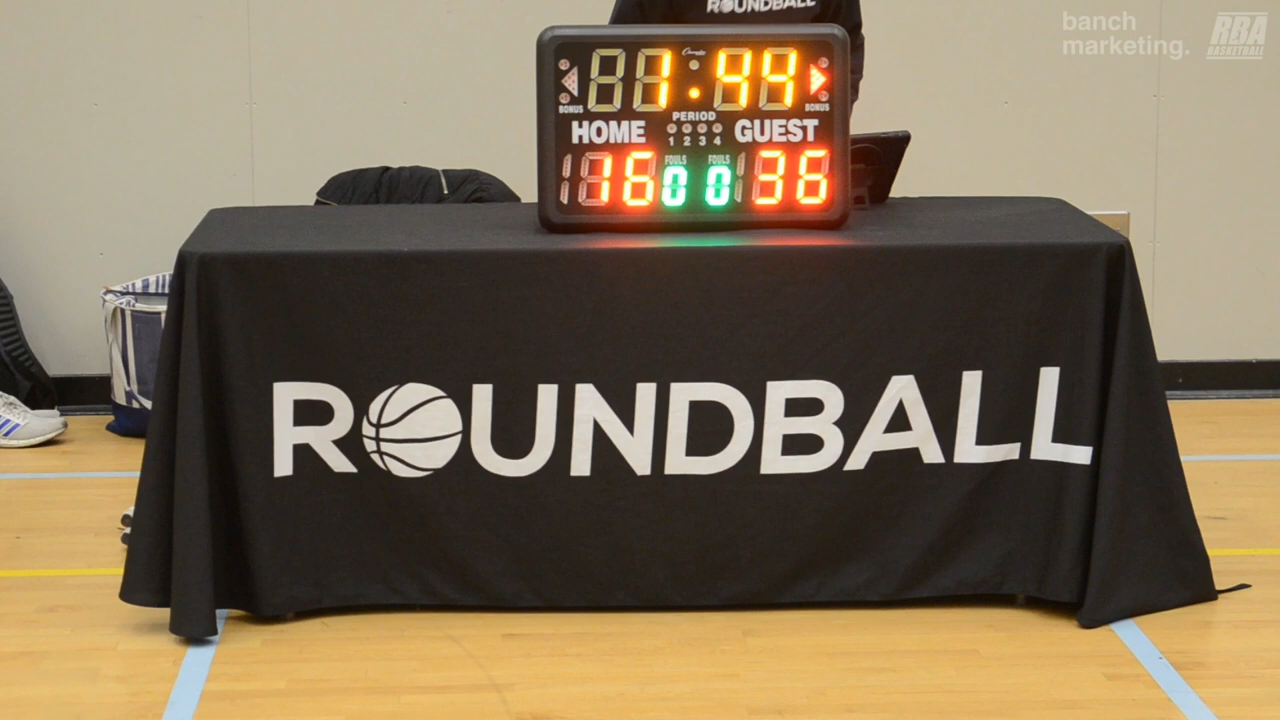 ROUNDBALL
banch
marketing.
RBA
BASKETBALL
1:44
BONUS BONUS
PERIOD
HOME GUEST
1 2 3 4
FOULS FOULS
16 0 0 36
ROUNDBALL